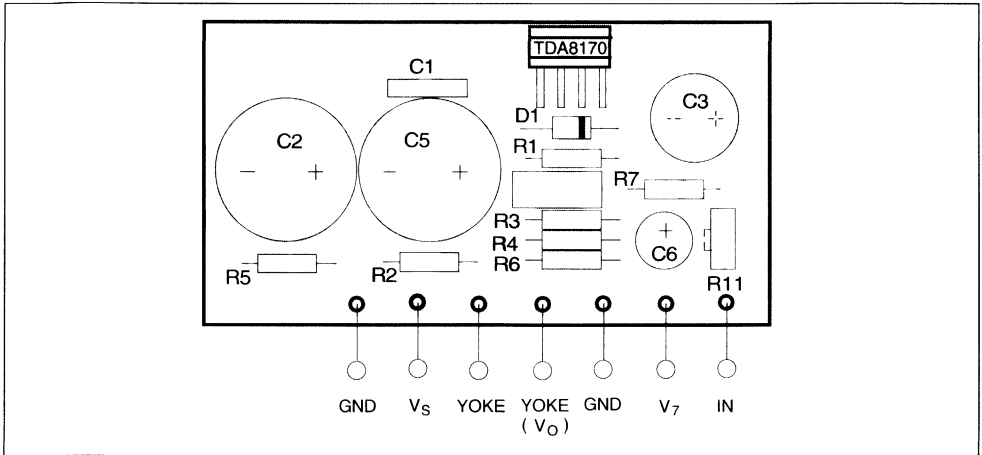 TDA8170
C1
C3
D1
C2
C5
R1
R7
R3
R4
C6
R6
R5
R2
R11
GND
VS
YOKE
YOKE
(VO)
GND
V7
IN